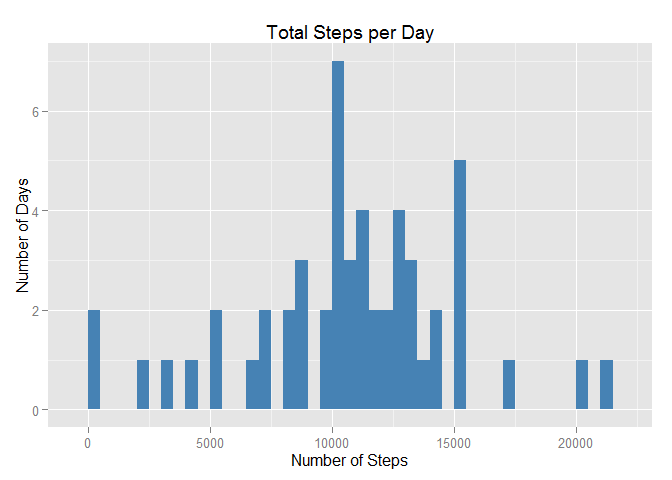 Total Steps per Day
Number of Days
6
4
2
0
0 5000 10000 15000 20000
Number of Steps